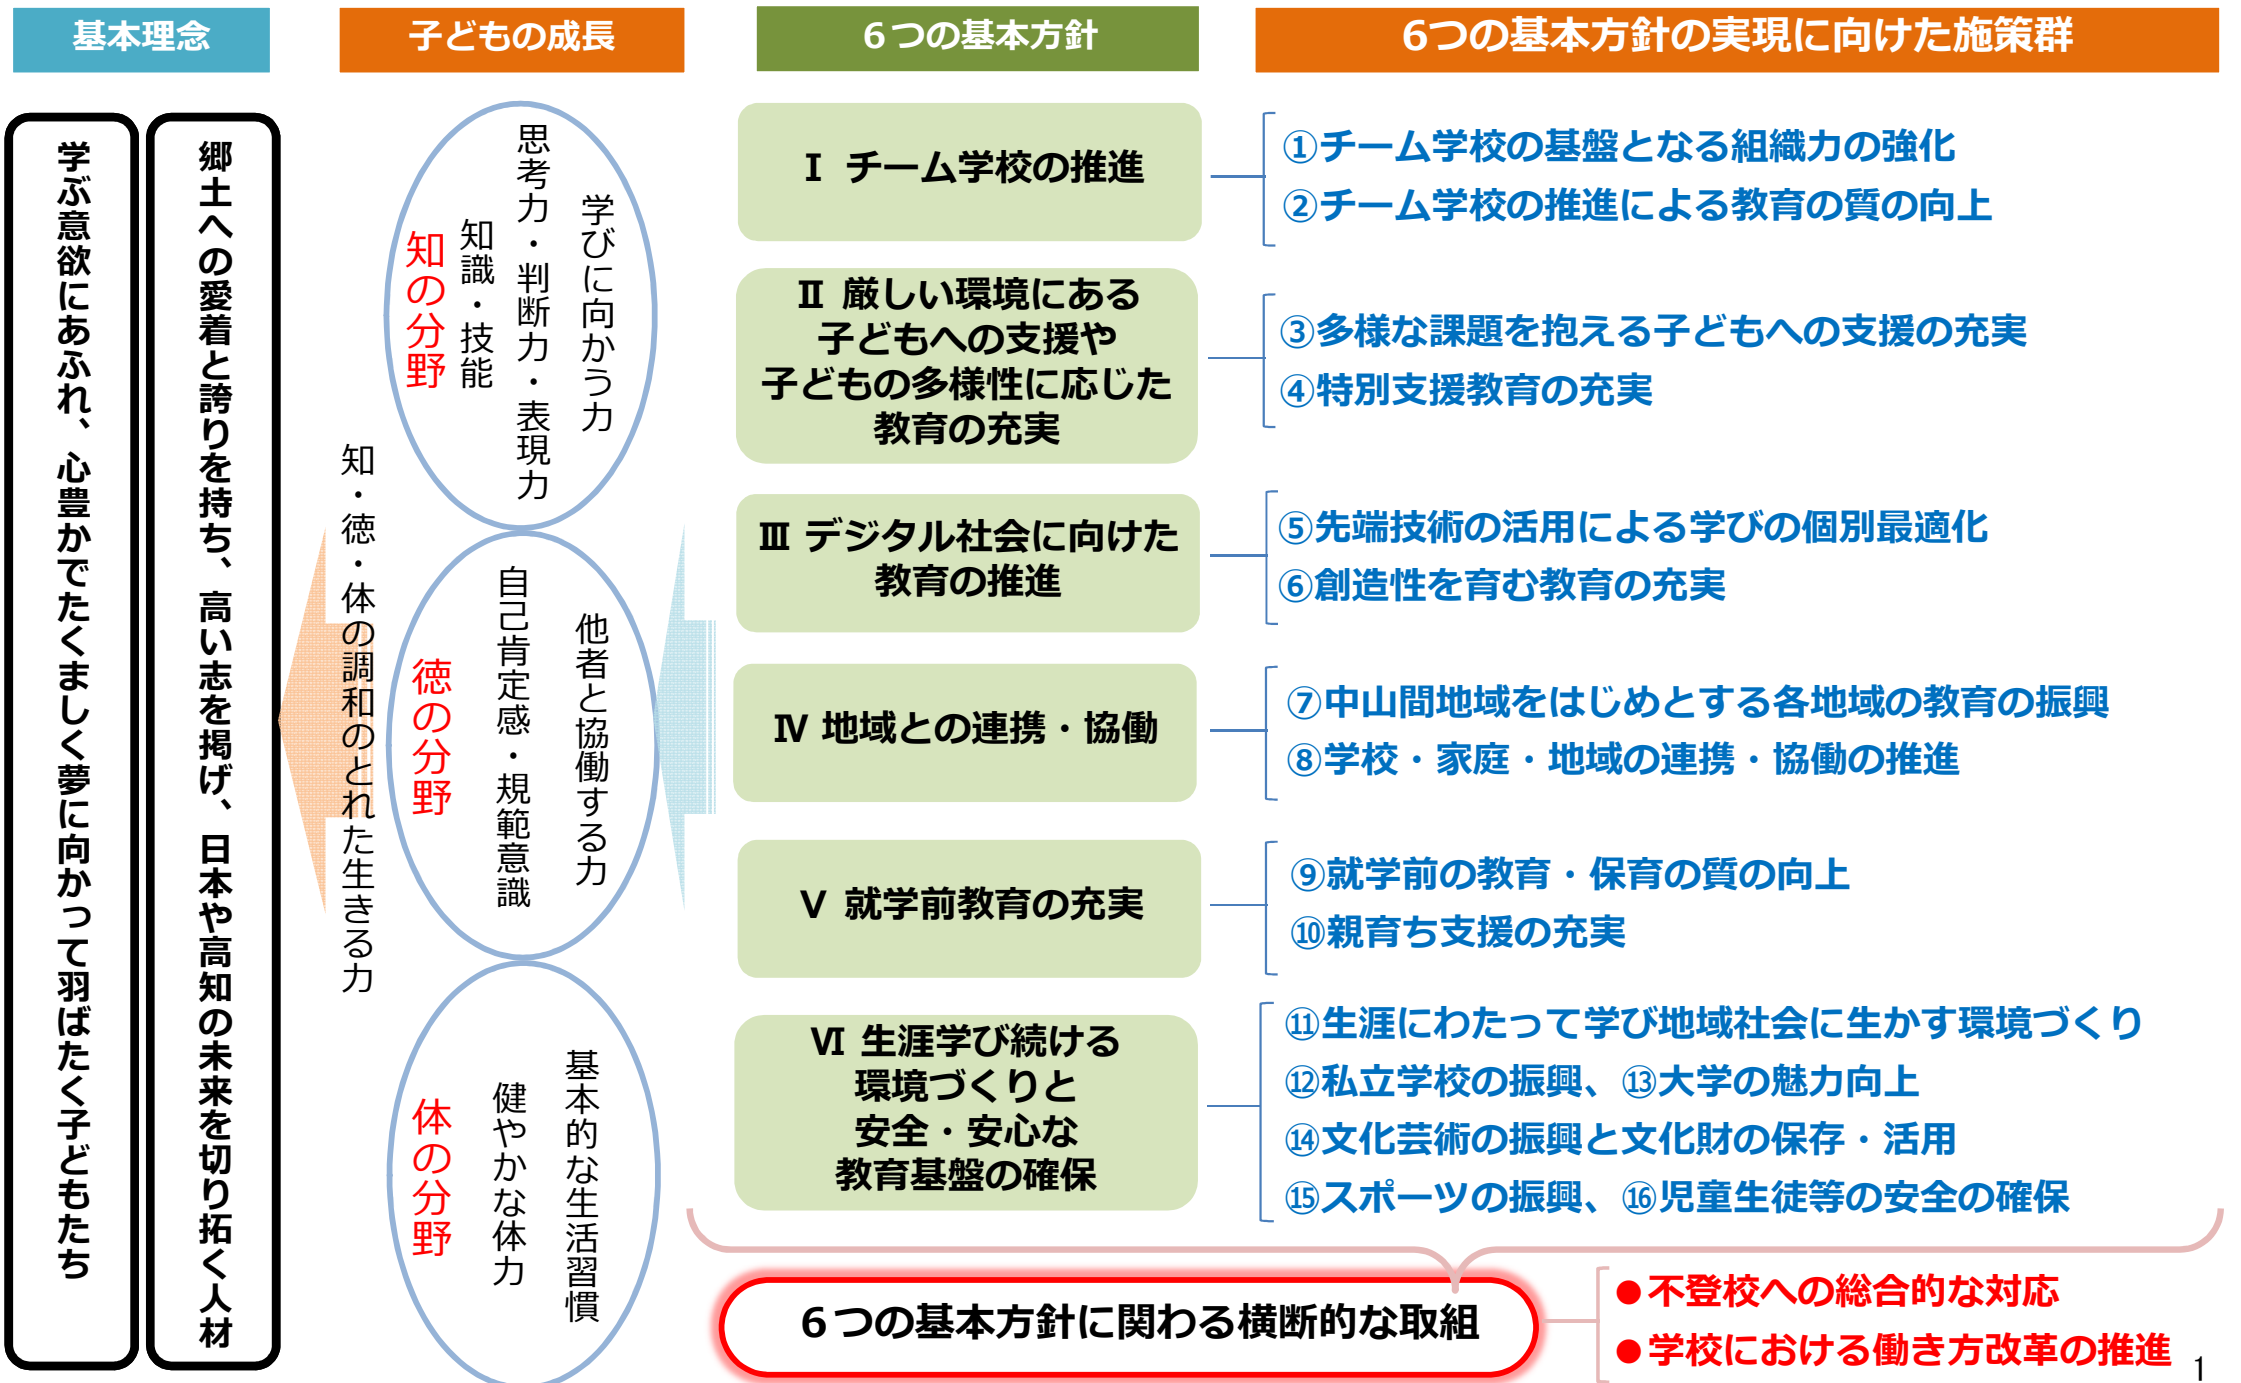 基本理念
子どもの成長
６つの基本方針
6つの基本方針の実現に向けた施策群
学ぶ意欲にあふれ、心豊かでたくましく夢に向かって羽ばたく子どもたち
郷土への愛着と誇りを持ち、高い志を掲げ、日本や高知の未来を切り拓く人材
知・徳・体の調和のとれた生きる力
知の分野
知識・技能
思考力・判断力・表現力
学びに向かう力
徳の分野
自己肯定感・規範意識
他者と協働する力
体の分野
健やかな体力
基本的な生活習慣
Ⅰ チーム学校の推進
①チーム学校の基盤となる組織力の強化
②チーム学校の推進による教育の質の向上
Ⅱ 厳しい環境にある
子どもへの支援や
子どもの多様性に応じた
教育の充実
③多様な課題を抱える子どもへの支援の充実
④特別支援教育の充実
Ⅲ デジタル社会に向けた
教育の推進
⑤先端技術の活用による学びの個別最適化
⑥創造性を育む教育の充実
Ⅳ 地域との連携・協働
⑦中山間地域をはじめとする各地域の教育の振興
⑧学校・家庭・地域の連携・協働の推進
Ⅴ 就学前教育の充実
⑨就学前の教育・保育の質の向上
⑩親育ち支援の充実
Ⅵ 生涯学び続ける
環境づくりと
安全・安心な
教育基盤の確保
⑪生涯にわたって学び地域社会に生かす環境づくり
⑫私立学校の振興、⑬大学の魅力向上
⑭文化芸術の振興と文化財の保存・活用
⑮スポーツの振興、⑯児童生徒等の安全の確保
６つの基本方針に関わる横断的な取組
●不登校への総合的な対応
●学校における働き方改革の推進
1